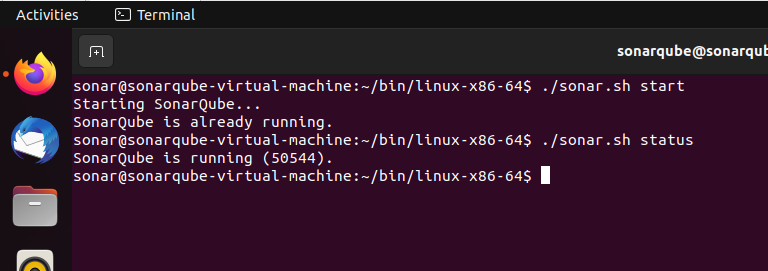 Activities
Terminal
sonarqube@sonarqub
sonar@sonarqube-virtual-machine:~/bin/linux-x86-64$ ./sonar.sh start
Starting SonarQube...
SonarQube is already running.
sonar@sonarqube-virtual-machine:~/bin/linux-x86-64$ ./sonar.sh status
SonarQube is running (50544).
sonar@sonarqube-virtual-machine:~/bin/linux-x86-64$